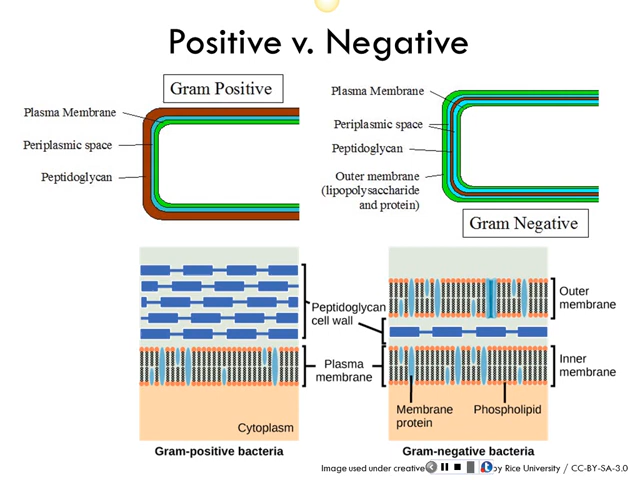 Positive v. Negative
Gram Positive
Plasma Membrane
Periplasmic space
Peptidoglycan
Plasma Membrane
Periplasmic space
Peptidoglycan
Outer membrane
(lipopolysaccharide
and protein)
Gram Negative
Peptidoglycan
cell wall
Plasma
membrane
Cytoplasm
Gram-positive bacteria
Outer
membrane
Inner
membrane
Membrane
protein
Phospholipid
Gram-negative bacteria
Image used under creative by Rice University / CC-BY-SA-3.0